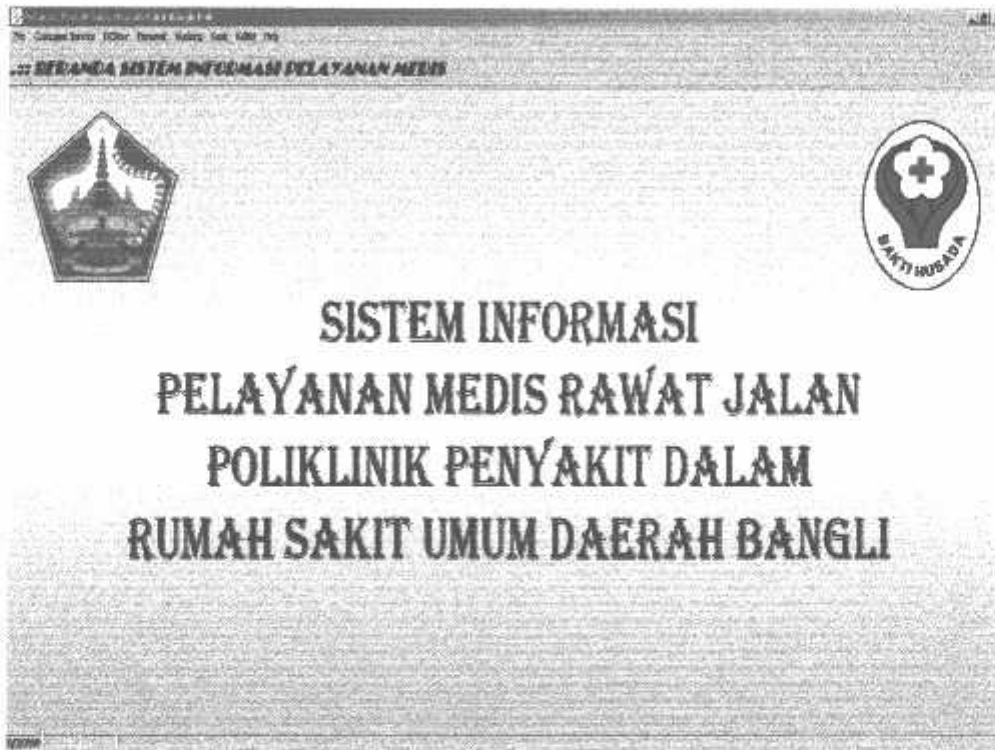 .::: BERANDA SISTEM INFORMASI PELAYANAN MEDIS
BAKTI HUSADA
SISTEM INFORMASI
PELAYANAN MEDIS RAWAT JALAN
POLIKLINIK PENYAKIT DALAM
RUMAH SAKIT UMUM DAERAH BANGLI